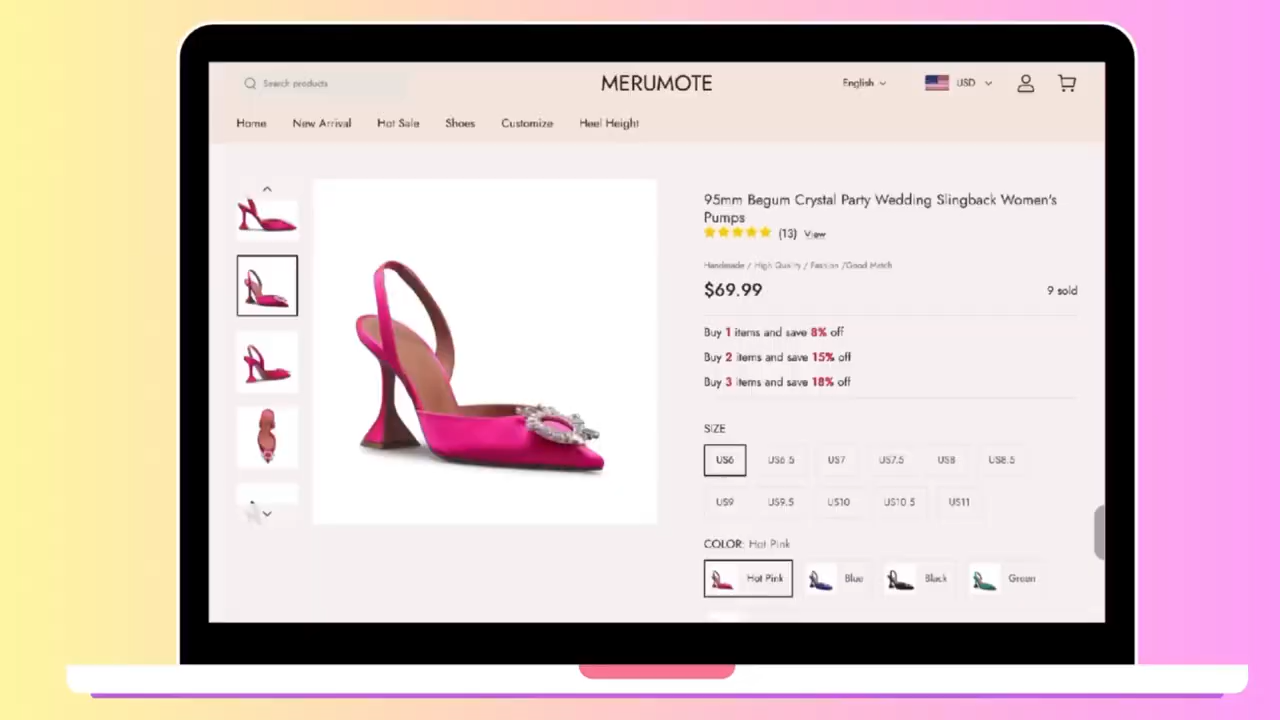 Search products
MERUMOTE
English
USD
Home
New Arrival
Hot Sale
Shoes
Customize
Heel Height
95mm Begum Crystal Party Wedding Slingback Women's
Pumps
(13) View
Handmade / High Quality / Fashion /Good Match
$69.99
9 sold
Buy 1 items and save 8% off
Buy 2 items and save 15% off
Buy 3 items and save 18% off
SIZE
US6
US6.5
US7
US7.5
US8
US8.5
US9
US9.5
US10
US10.5
US11
COLOR: Hot Pink
Hot Pink
Blue
Black
Green